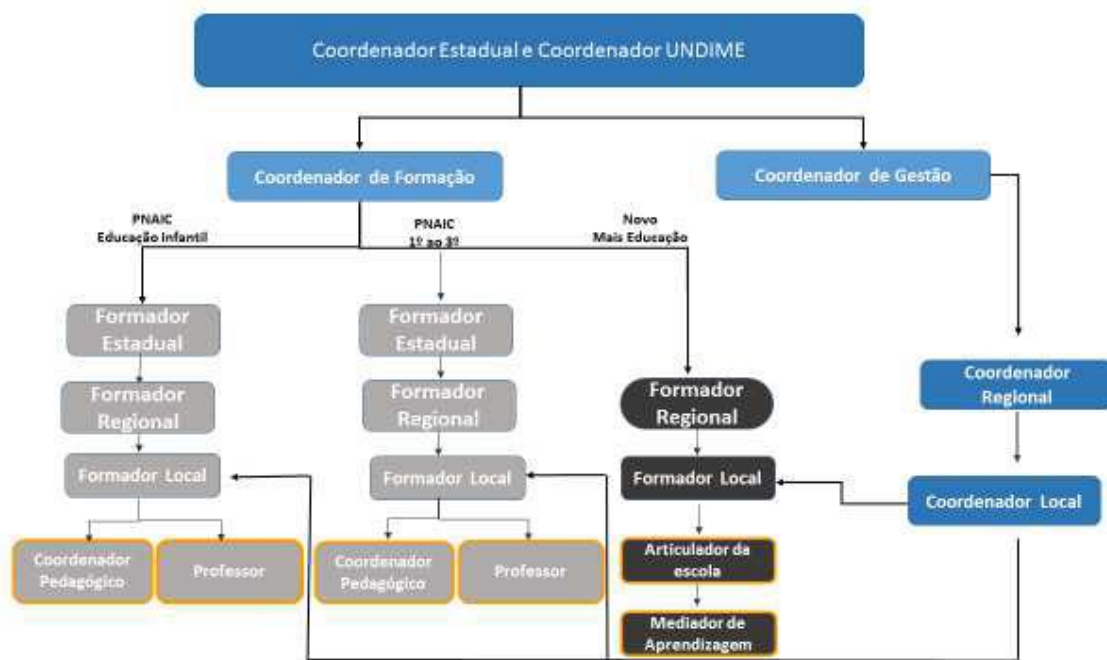 Coordenador Estadual e Coordenador UNDIME
Coordenador de Formação
Coordenador de Gestão
PNAIC
Educação Infantil
PNAIC
1º ao 3º
Novo
Mais Educação
Formador
Estadual
Formador
Regional
Formador Local
Coordenador
Pedagógico
Professor
Formador
Estadual
Formador
Regional
Formador Local
Coordenador
Pedagógico
Professor
Formador
Regional
Formador Local
Articulador da
escola
Mediador de
Aprendizagem
Coordenador
Regional
Coordenador Local